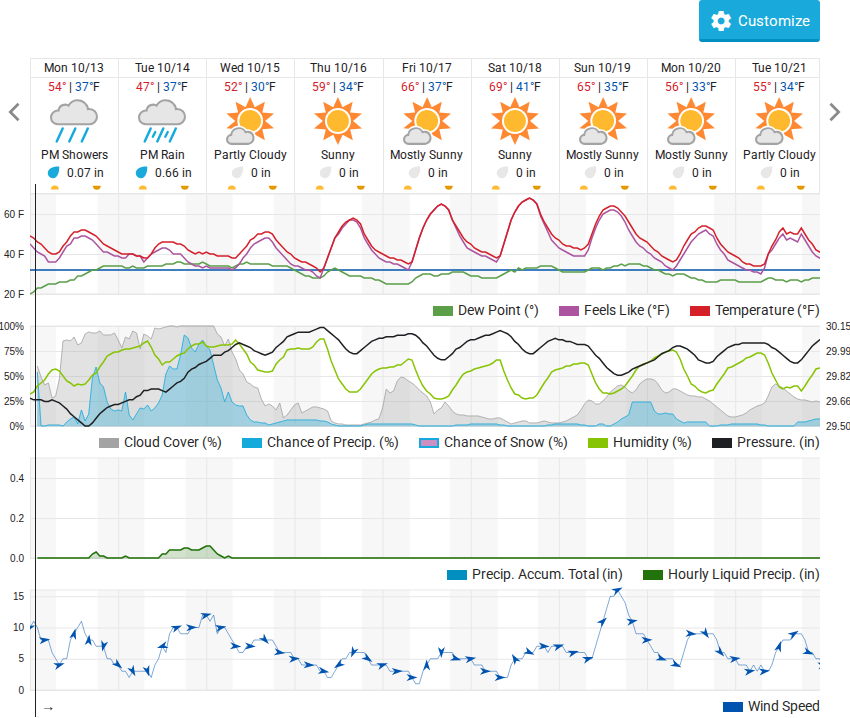 Customize
Mon 10/13 Tue 10/14 Wed 10/15 Thu 10/16 Fri 10/17 Sat 10/18 Sun 10/19 Mon 10/20 Tue 10/21
54° | 37°F 47° | 37°F 52° | 30°F 59° | 34°F 66° | 37°F 69° | 41°F 65° | 35°F 56° | 33°F 55° | 34°F
PM Showers PM Rain Partly Cloudy Sunny Mostly Sunny Sunny Mostly Sunny Mostly Sunny Partly Cloudy
0.07 in 0.66 in 0 in 0 in 0 in 0 in 0 in 0 in 0 in
60 F
40 F
20 F
Dew Point (°) Feels Like (°F) Temperature (°F)
100% 30.15
75% 29.99
50% 29.82
25% 29.66
0% 29.50
Cloud Cover (%) Chance of Precip. (%) Chance of Snow (%) Humidity (%) Pressure. (in)
0.4
0.2
0.0
Precip. Accum. Total (in) Hourly Liquid Precip. (in)
15
10
5
0
→ Wind Speed